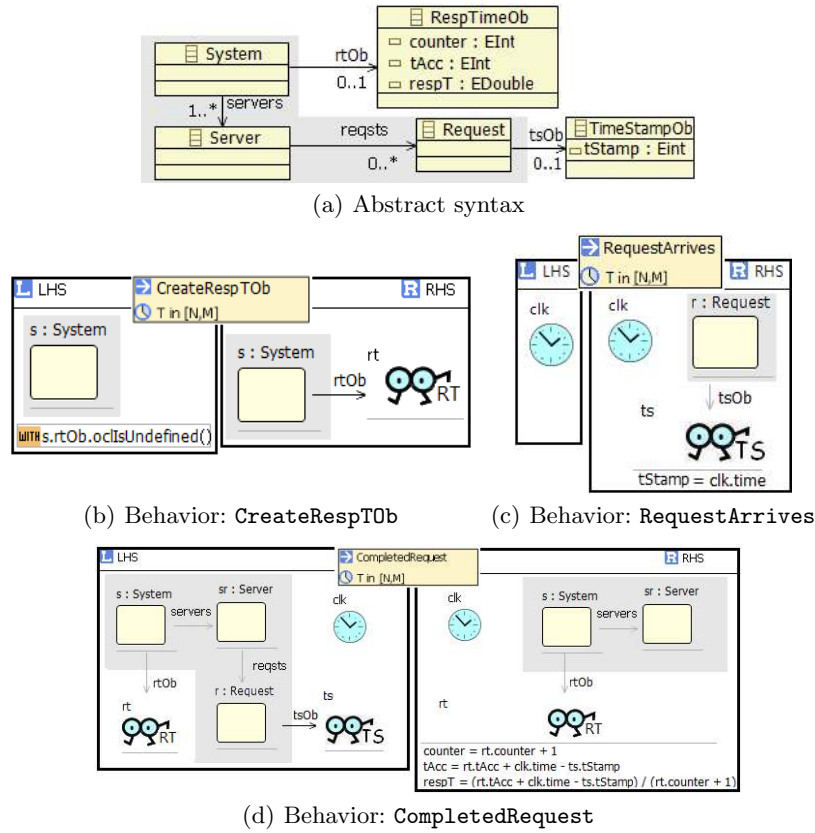 System
RespTimeOb
counter : EInt
tAcc : EInt
respT : EDouble
rtOb
0..1
1..*
servers
Server
reqsts
0..*
Request
tsOb
0..1
TimeStampOb
tStamp : Eint
(a) Abstract syntax
L LHS
CreateRespTOb
T in [N,M]
R RHS
s : System
WITH s.rtOb.oclIsUndefined()
s : System
rtOb
rt
RT
(b) Behavior: CreateRespTOb
L LHS
RequestArrives
T in [N,M]
R RHS
clk
clk
r : Request
tsOb
ts
TS
tStamp = clk.time
(c) Behavior: RequestArrives
L LHS
CompletedRequest
T in [N,M]
R RHS
s : System
servers
sr : Server
clk
rtOb
reqsts
rt
RT
r : Request
tsOb
ts
TS
clk
s : System
servers
sr : Server
rtOb
rt
RT
counter = rt.counter + 1
tAcc = rt.tAcc + clk.time - ts.tStamp
respT = (rt.tAcc + clk.time - ts.tStamp) / (rt.counter + 1)
(d) Behavior: CompletedRequest